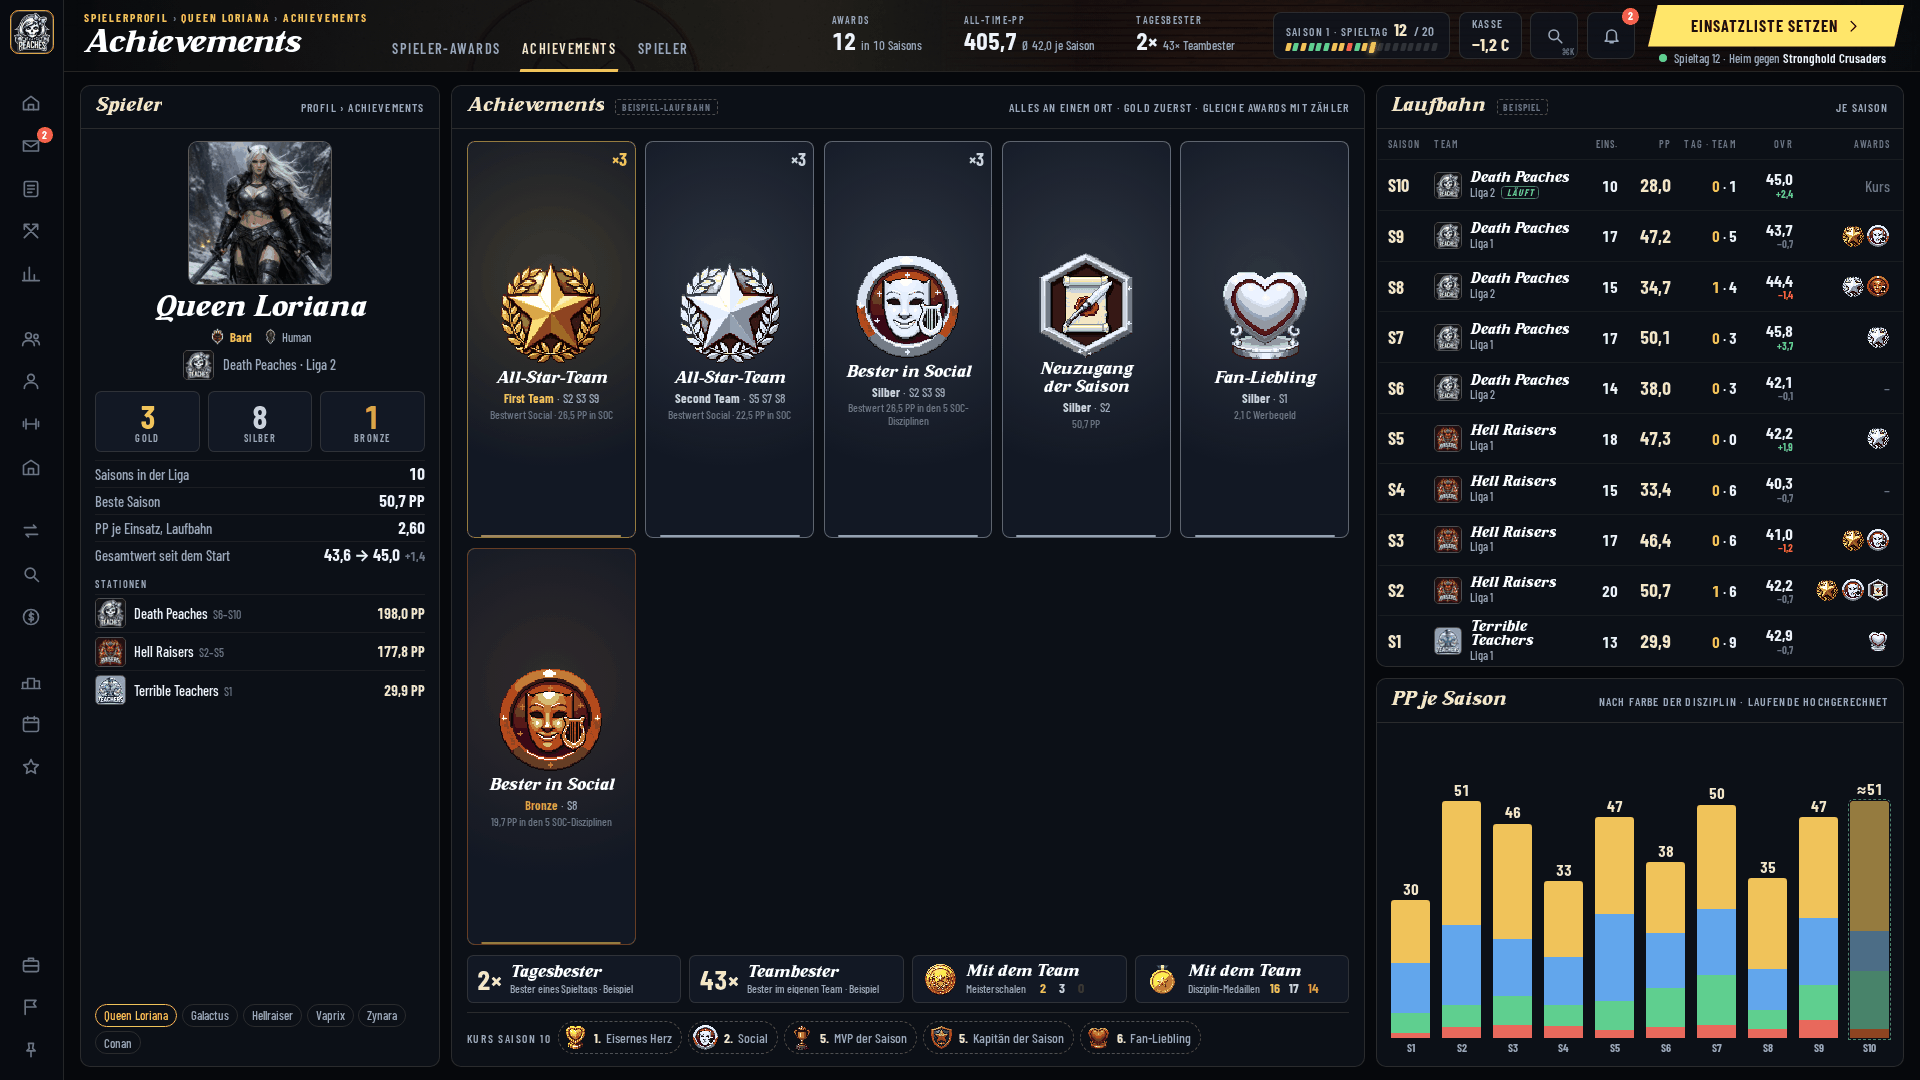 SPIELERPROFIL › QUEEN LORIANA › ACHIEVEMENTS
Achievements
SPIELER-AWARDS
ACHIEVEMENTS
SPIELER
AWARDS
12 in 10 Saisons
ALL-TIME-PP
405,7 Ø 42,0 je Saison
TAGESBESTER
2× 43× Teambester
SAISON 1 · SPIELTAG 12 / 20
KASSE
−1,2 C
⌘K
2
EINSATZLISTE SETZEN
Spieltag 12 · Heim gegen Stronghold Crusaders
2
Spieler
PROFIL › ACHIEVEMENTS
Queen Loriana
Bard
Human
Death Peaches · Liga 2
3
GOLD
8
SILBER
1
BRONZE
Saisons in der Liga 10
Beste Saison 50,7 PP
PP je Einsatz, Laufbahn 2,60
Gesamtwert seit dem Start 43,6 → 45,0 +1,4
STATIONEN
Death Peaches S6–S10 198,0 PP
Hell Raisers S2–S5 177,8 PP
Terrible Teachers S1 29,9 PP
Queen Loriana
Galactus
Hellraiser
Vaprix
Zynara
Conan
Achievements
BEISPIEL-LAUFBAHN
ALLES AN EINEM ORT · GOLD ZUERST · GLEICHE AWARDS MIT ZÄHLER
×3
All-Star-Team
First Team · S2 S3 S9
Bestwert Social · 26,5 PP in SOC
×3
All-Star-Team
Second Team · S5 S7 S8
Bestwert Social · 22,5 PP in SOC
×3
Bester in Social
Silber · S2 S3 S9
Bestwert 26,5 PP in den 5 SOC-
Disziplinen
Neuzugang
der Saison
Silber · S2
50,7 PP
Fan-Liebling
Silber · S1
2,1 C Werbegeld
Bester in Social
Bronze · S8
19,7 PP in den 5 SOC-Disziplinen
2× Tagesbester
Bester eines Spieltags · Beispiel
43× Teambester
Bester im eigenen Team · Beispiel
Mit dem Team
Meisterschalen 2 3 0
Mit dem Team
Disziplin-Medaillen 16 17 14
KURS SAISON 10
1. Eisernes Herz
2. Social
5. MVP der Saison
5. Kapitän der Saison
6. Fan-Liebling
Laufbahn
BEISPIEL
JE SAISON
SAISON TEAM EINS. PP TAG · TEAM OVR AWARDS
S10 Death Peaches Liga 2 LÄUFT 10 28,0 0 · 1 45,0 +2,4 Kurs
S9 Death Peaches Liga 1 17 47,2 0 · 5 43,7 −0,7
S8 Death Peaches Liga 2 15 34,7 1 · 4 44,4 −1,4
S7 Death Peaches Liga 1 17 50,1 0 · 3 45,8 +3,7
S6 Death Peaches Liga 2 14 38,0 0 · 3 42,1 −0,1 –
S5 Hell Raisers Liga 1 18 47,3 0 · 0 42,2 +1,9
S4 Hell Raisers Liga 1 15 33,4 0 · 6 40,3 −0,7 –
S3 Hell Raisers Liga 1 17 46,4 0 · 6 41,0 −1,2
S2 Hell Raisers Liga 1 20 50,7 1 · 6 42,2 −0,7
S1 Terrible Teachers Liga 1 13 29,9 0 · 9 42,9 −0,7
PP je Saison
NACH FARBE DER DISZIPLIN · LAUFENDE HOCHGERECHNET
30 51 46 33 47 38 50 35 47 ≈51
S1 S2 S3 S4 S5 S6 S7 S8 S9 S10